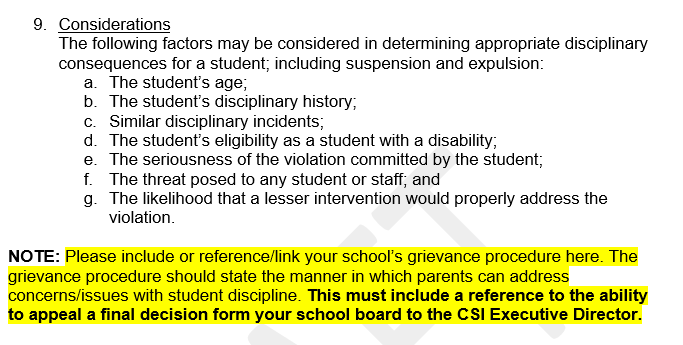 9. Considerations
The following factors may be considered in determining appropriate disciplinary
consequences for a student; including suspension and expulsion:
a. The student's age;
b. The student's disciplinary history;
c. Similar disciplinary incidents;
d. The student's eligibility as a student with a disability;
e. The seriousness of the violation committed by the student;
f. The threat posed to any student or staff; and
g. The likelihood that a lesser intervention would properly address the
violation.
NOTE: Please include or reference/link your school's grievance procedure here. The
grievance procedure should state the manner in which parents can address
concerns/issues with student discipline. This must include a reference to the ability
to appeal a final decision form your school board to the CSI Executive Director.